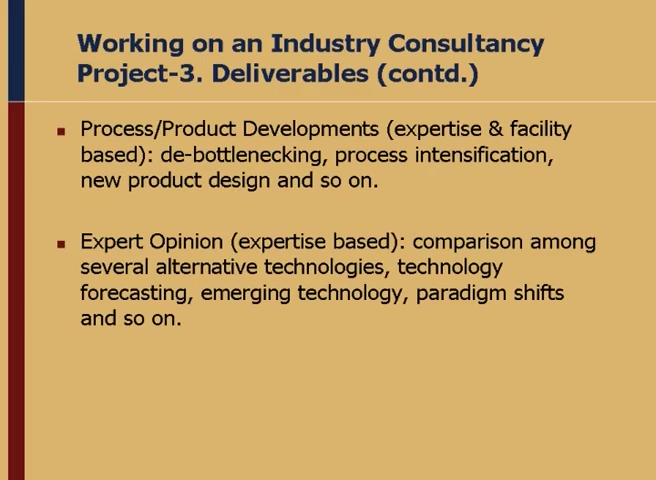 Working on an Industry Consultancy
Project-3. Deliverables (contd.)
Process/Product Developments (expertise & facility
based): de-bottlenecking, process intensification,
new product design and so on.
Expert Opinion (expertise based): comparison among
several alternative technologies, technology
forecasting, emerging technology, paradigm shifts
and so on.